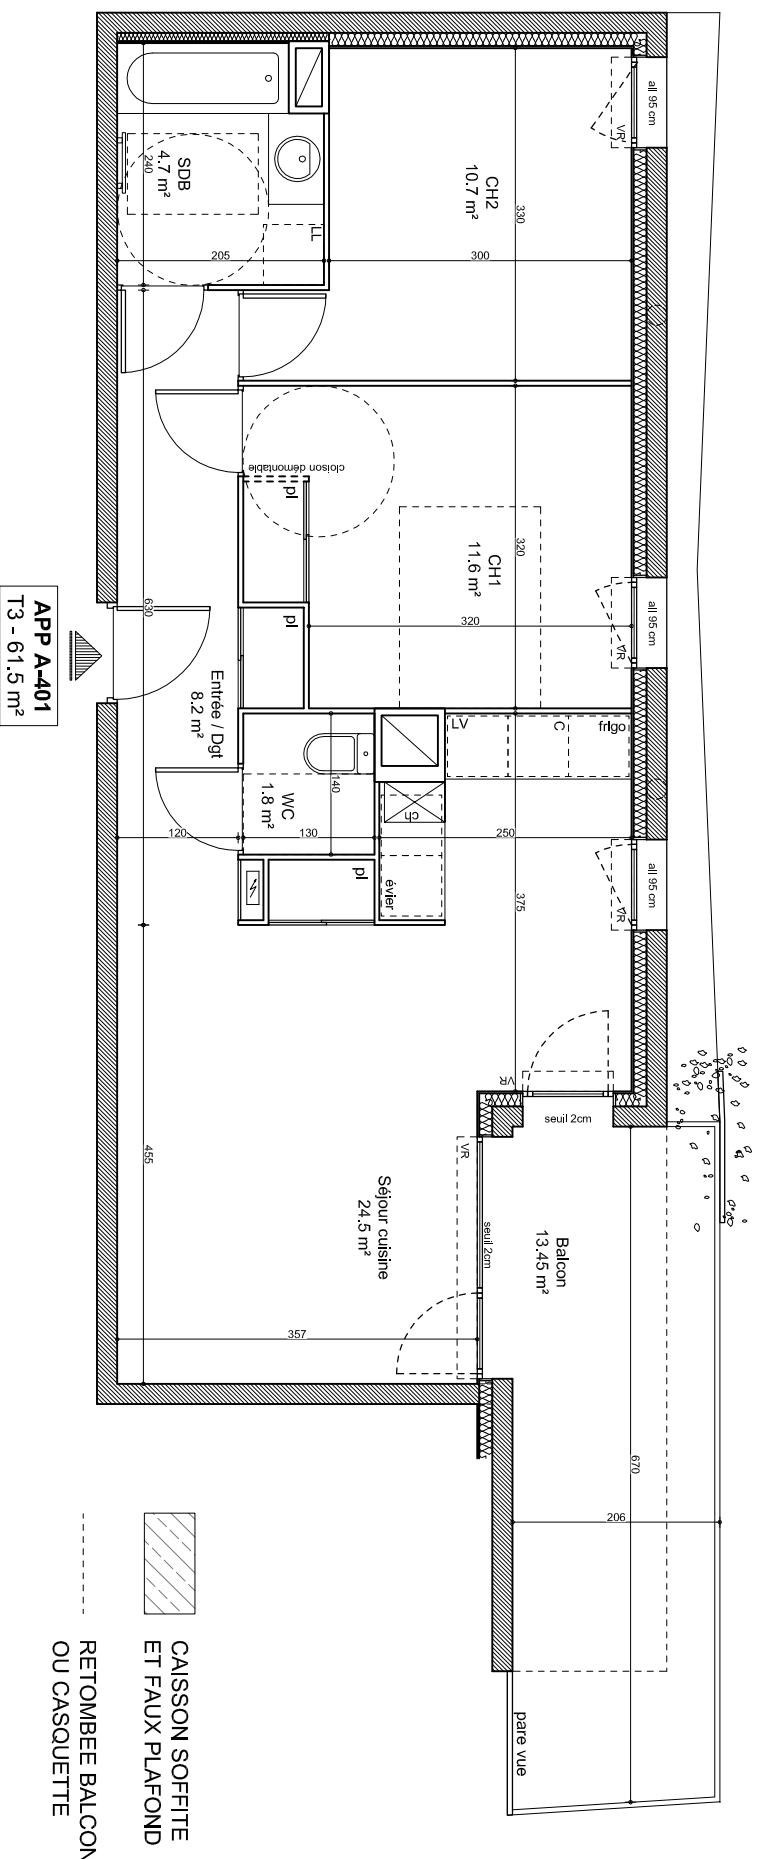 all 95 cm
VR
CH2
10.7 m²
330
300
SDB
4.7 m²
240
205
LL
cloison démontable
pl
CH1
11.6 m²
320
320
all 95 cm
VR
pl
630
Entrée / Dgt
8.2 m²
APP A-401
T3 - 61.5 m²
LV
C
frigo
WC
1.8 m²
140
120
130
250
ch
évier
pl
375
all 95 cm
VR
VR
seuil 2cm
455
VR
seuil 2cm
Séjour cuisine
24.5 m²
357
Balcon
13.45 m²
670
206
pare vue
CAISSON SOFFITE
ET FAUX PLAFOND
RETOMBEE BALCON
OU CASQUETTE